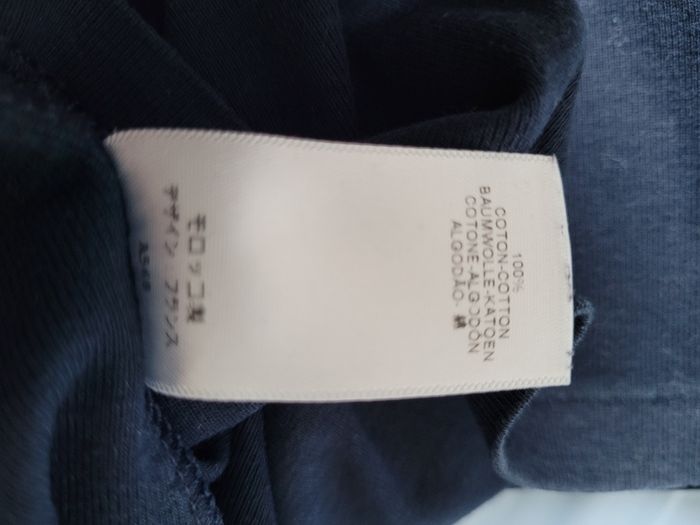 100%
COTON-COTTON
BAUMWOLLE-KATOEN
COTONE-ALGODÓN
ALGODÃO- 綿
モロッコ製
デザイン フランス